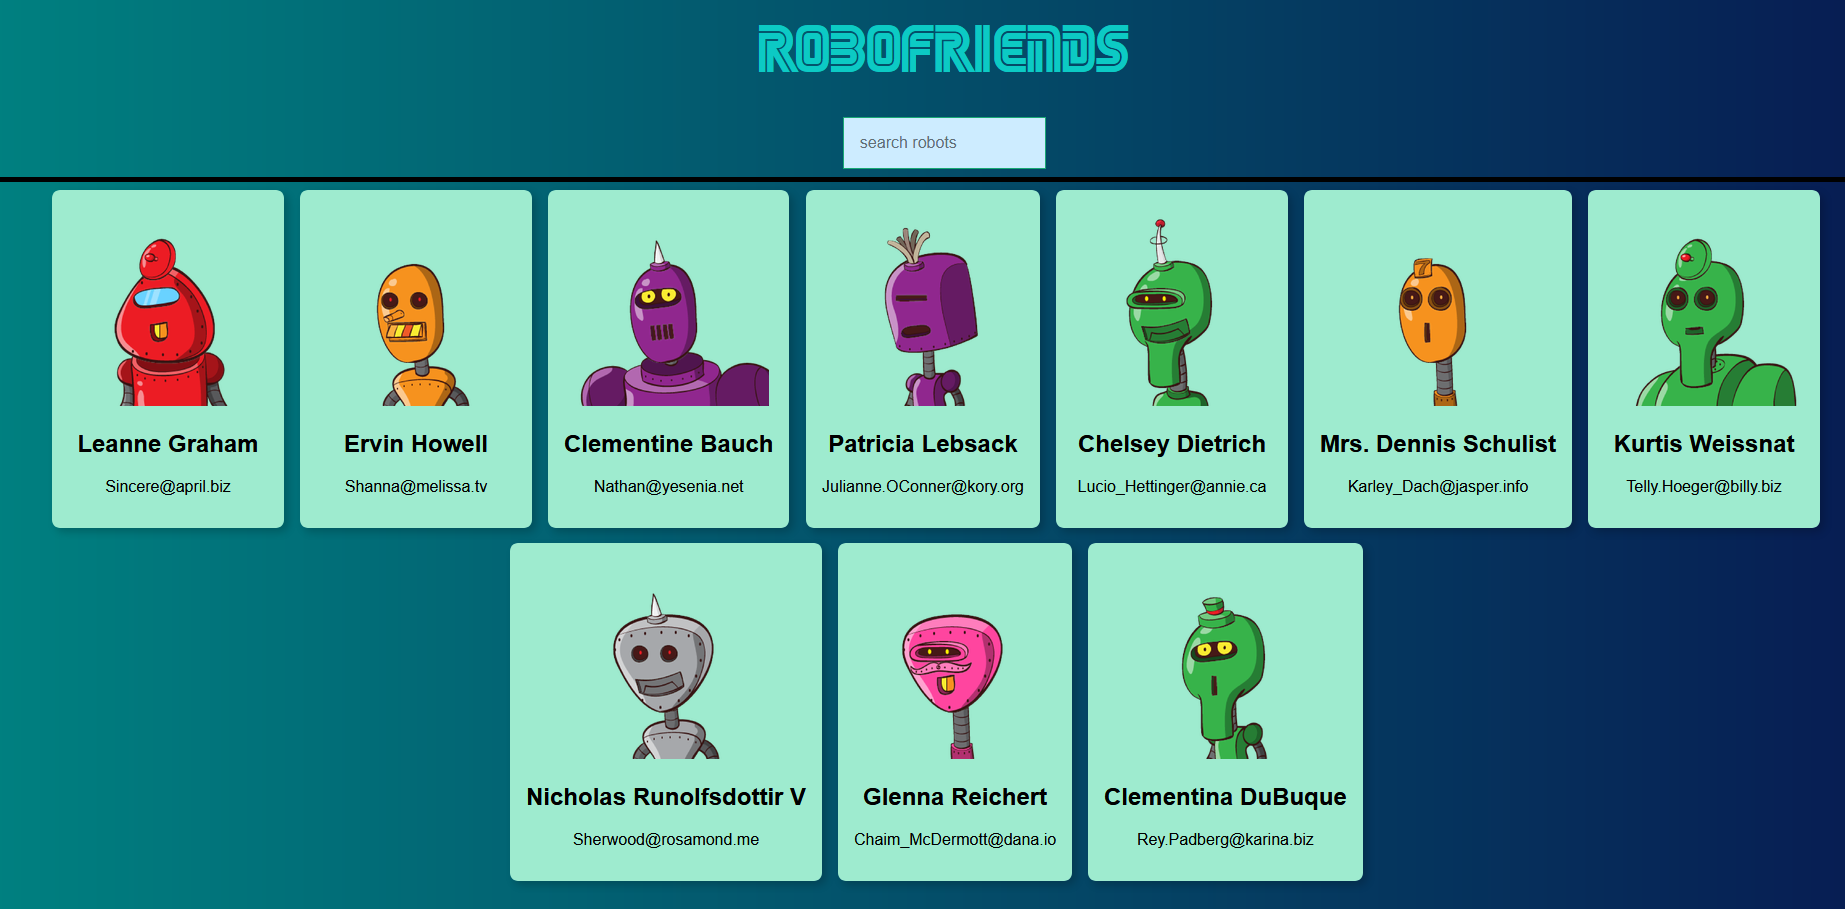 ROBOFRIENDS
search robots
Leanne Graham
Sincere@april.biz
Ervin Howell
Shanna@melissa.tv
Clementine Bauch
Nathan@yesenia.net
Patricia Lebsack
Julianne.OConner@kory.org
Chelsey Dietrich
Lucio_Hettinger@annie.ca
7
Mrs. Dennis Schulist
Karley_Dach@jasper.info
Kurtis Weissnat
Telly.Hoeger@billy.biz
Nicholas Runolfsdottir V
Sherwood@rosamond.me
Glenna Reichert
Chaim_McDermott@dana.io
Clementina DuBuque
Rey.Padberg@karina.biz